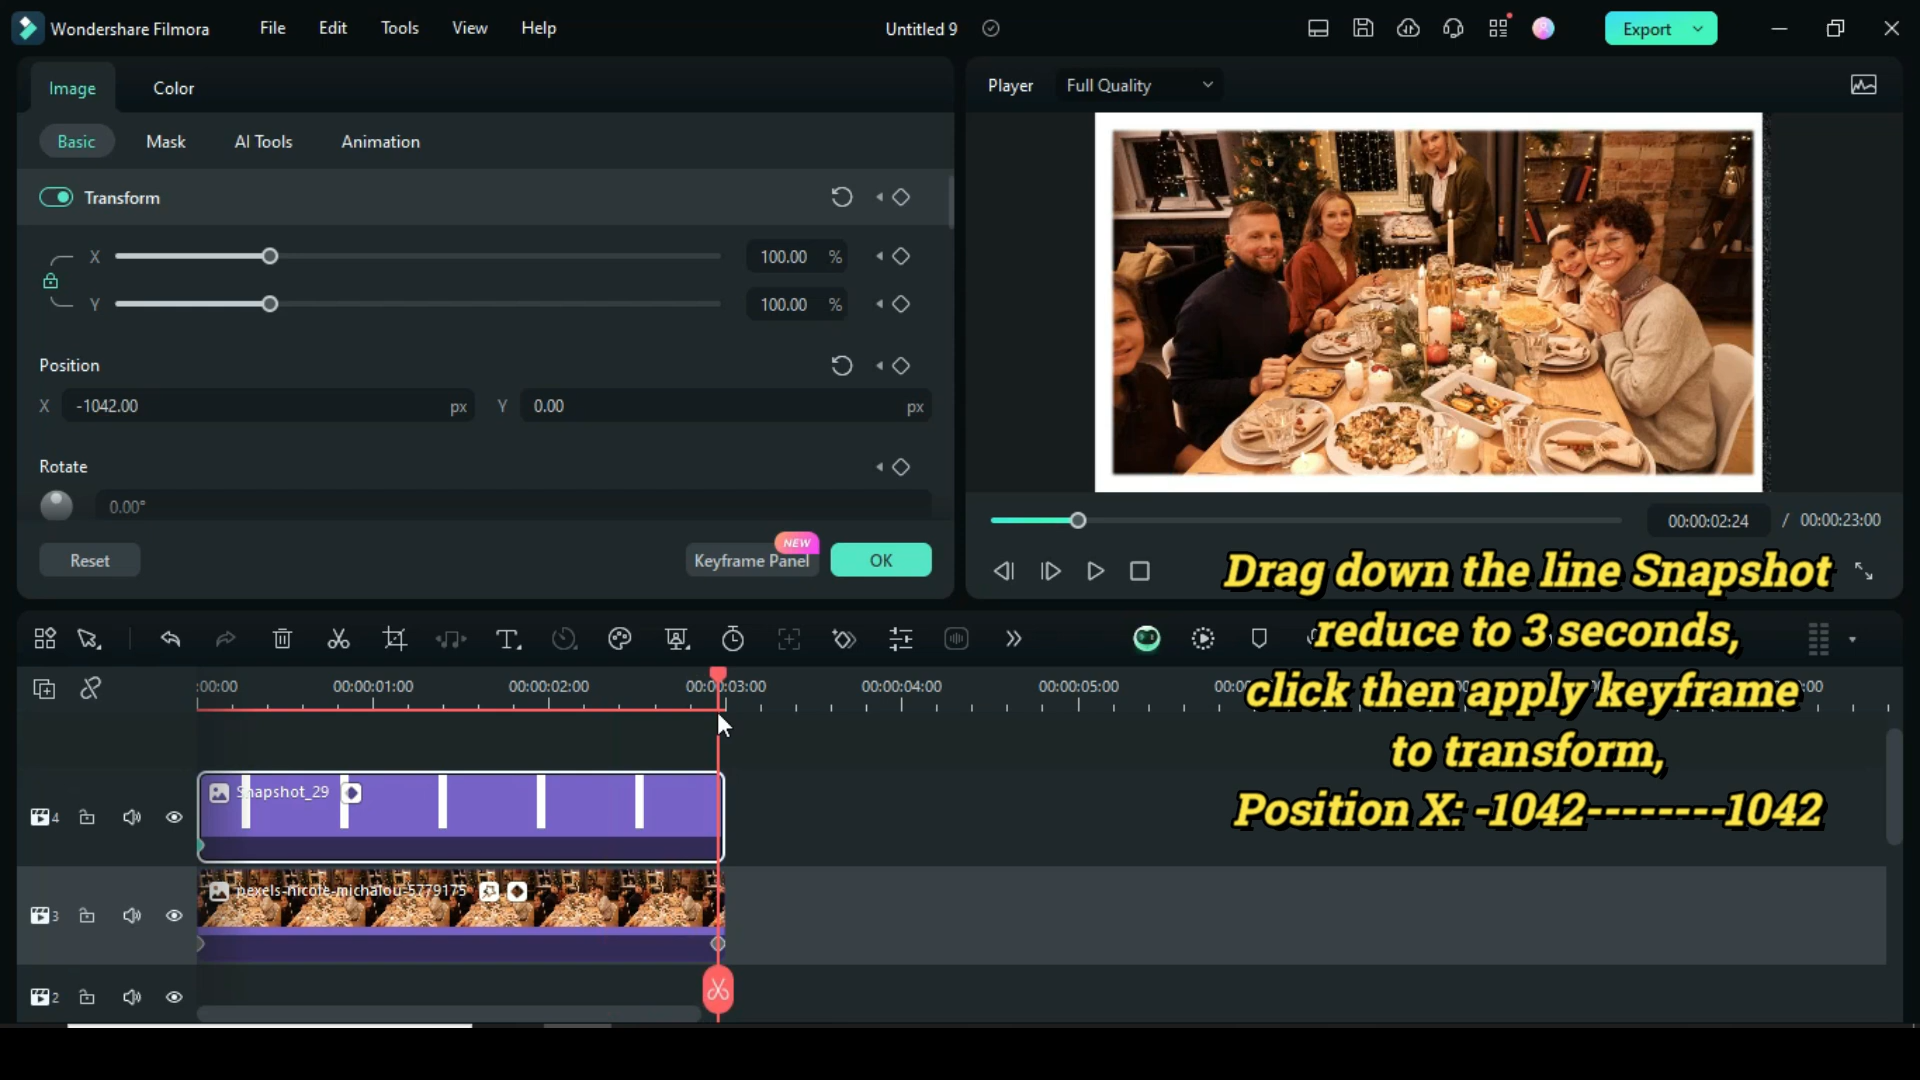 Wondershare Filmora File Edit Tools View Help Untitled 9 Export
Image Color
Player Full Quality
Basic Mask AI Tools Animation
Transform
X 100.00 %
Y 100.00 %
Position
X -1042.00 px Y 0.00 px
Rotate
0.00°
00:00:02:24 / 00:00:23:00
NEW
Reset Keyframe Panel OK
Drag down the line Snapshot
reduce to 3 seconds,
click then apply keyframe
to transform,
Position X: -1042--------1042
:00:00 00:00:01:00 00:00:02:00 00:00:03:00 00:00:04:00 00:00:05:00
Snapshot_29
4
pexels-nicole-michalou-5779175
3
2